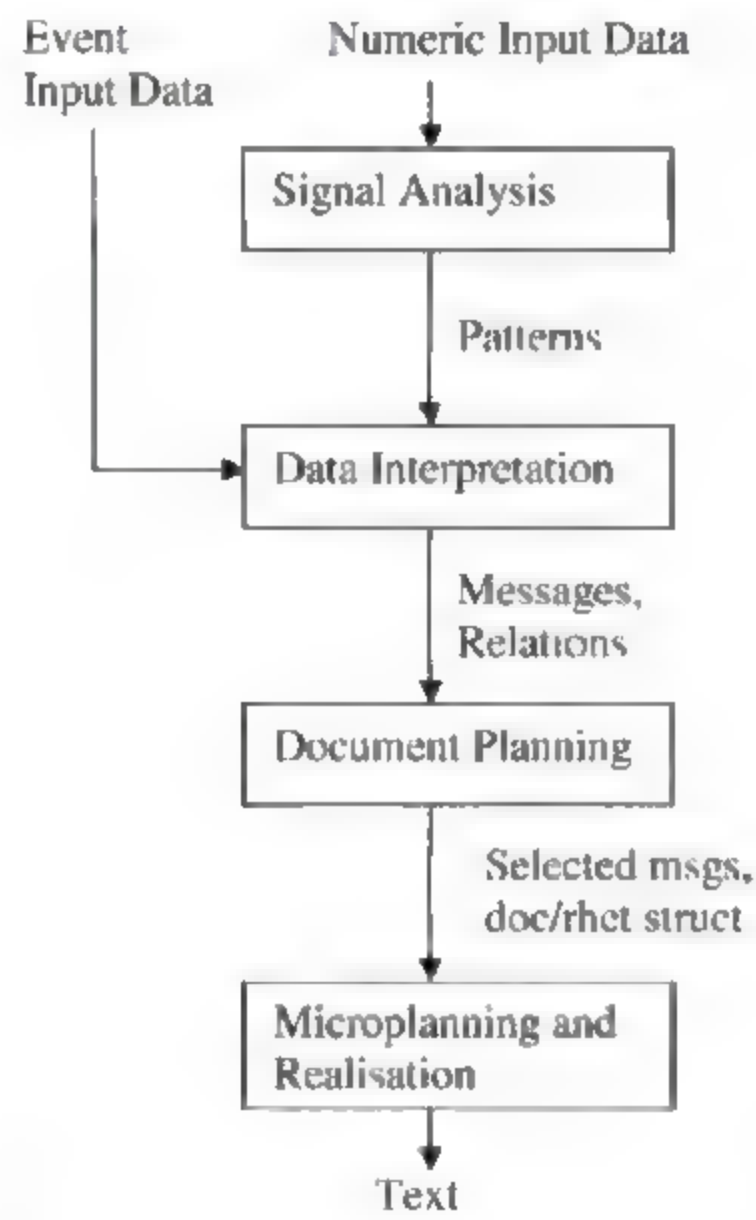 Event
Input Data
Numeric Input Data
Signal Analysis
Patterns
Data Interpretation
Messages,
Relations
Document Planning
Selected msgs,
doc/rhet struct
Microplanning and
Realisation
Text